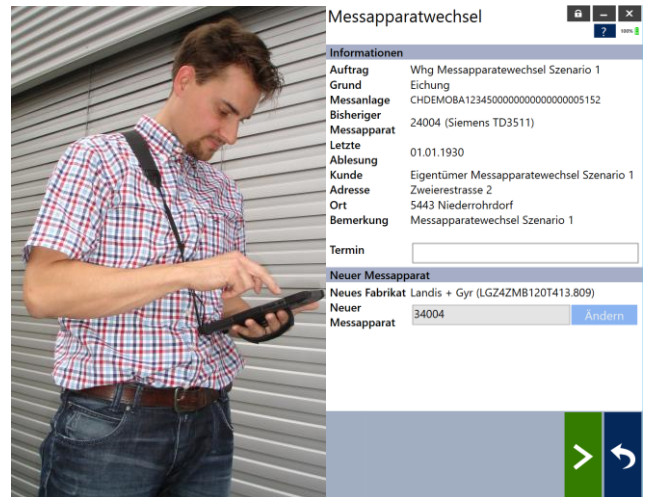 Messapparatwechsel
?
100%
Informationen
Auftrag Whg Messapparatewechsel Szenario 1
Grund Eichung
Messanlage CHDEMOBA1234500000000000000005152
Bisheriger
Messapparat 24004 (Siemens TD3511)
Letzte
Ablesung 01.01.1930
Kunde Eigentümer Messapparatewechsel Szenario 1
Adresse Zweierestrasse 2
Ort 5443 Niederrohrdorf
Bemerkung Messapparatewechsel Szenario 1
Termin
Neuer Messapparat
Neues Fabrikat Landis + Gyr (LGZ4ZMB120T413.809)
Neuer
Messapparat 34004 Ändern